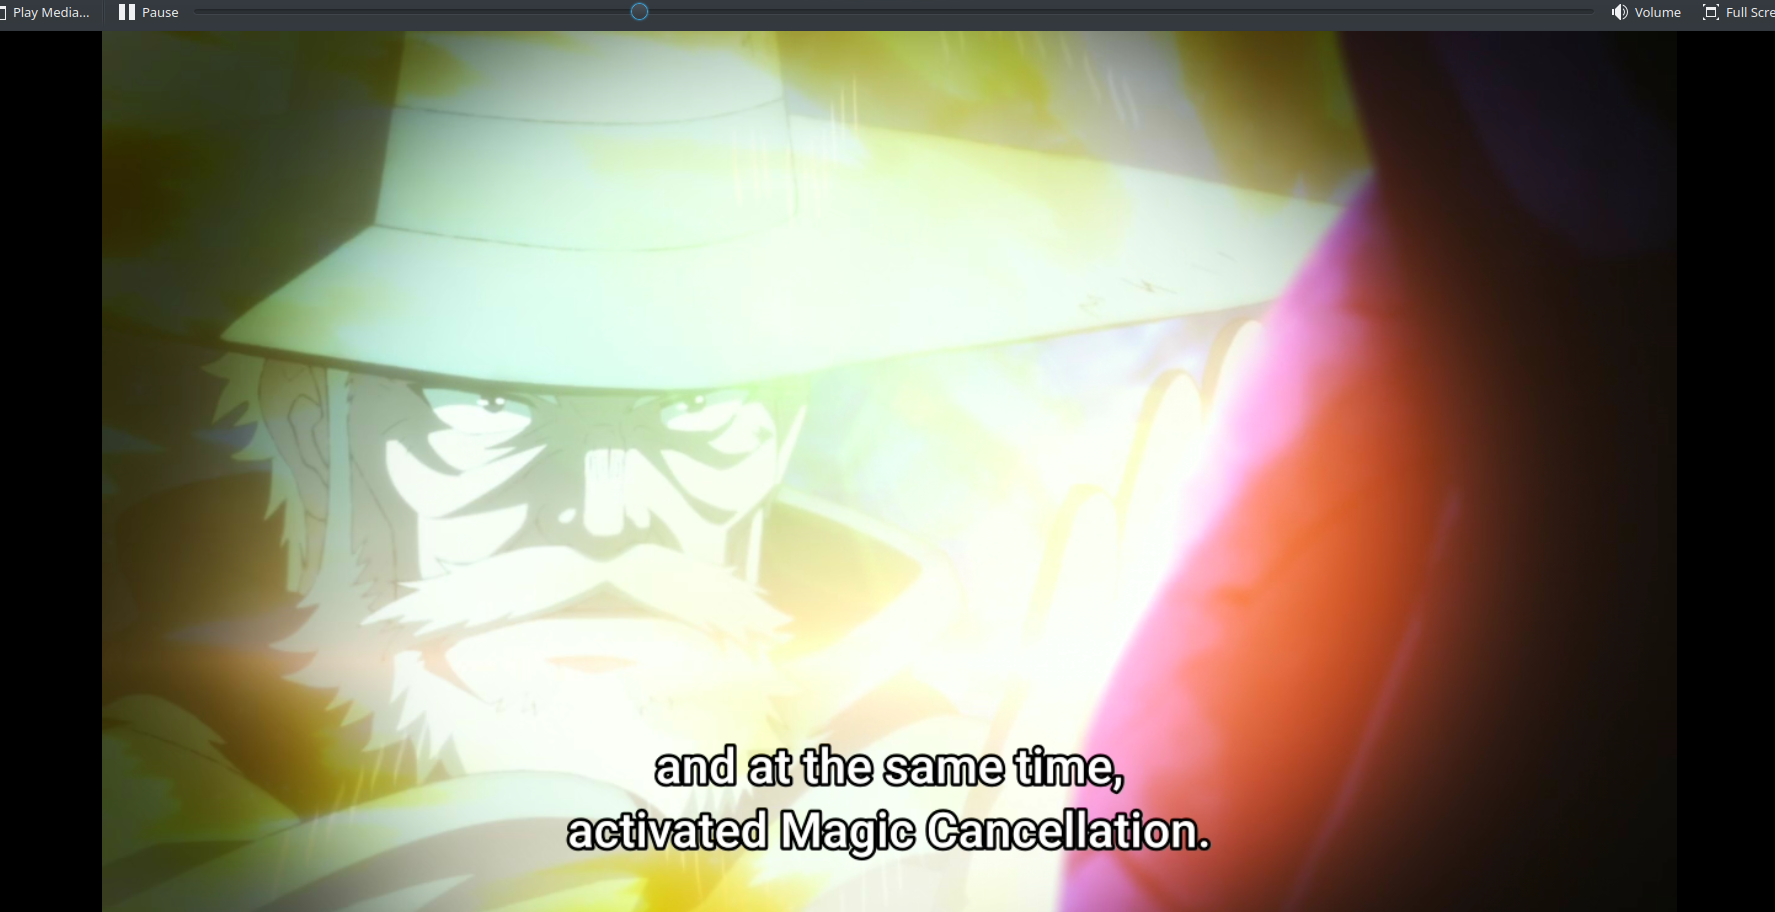 Play Media... Pause Volume Full Scre
and at the same time,
activated Magic Cancellation.